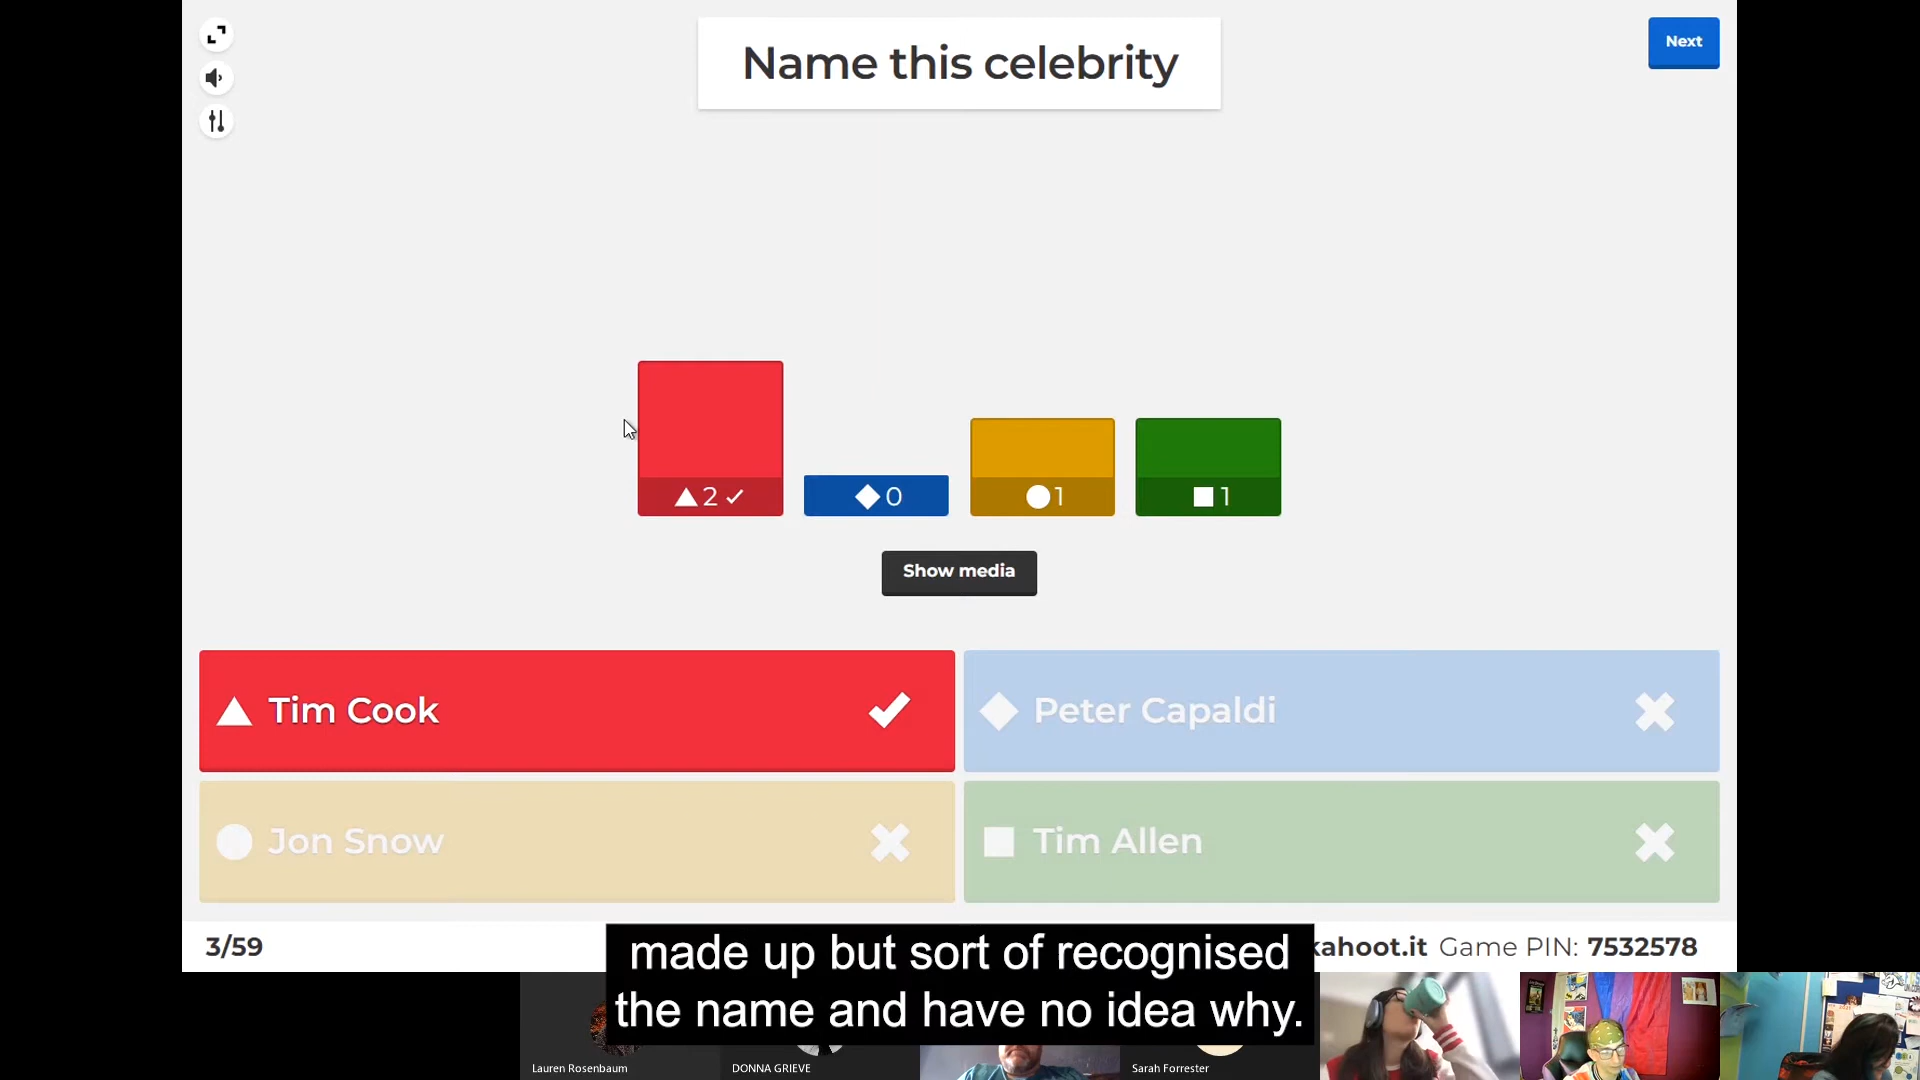 Name this celebrity
Next
2
0
1
1
Show media
Tim Cook
Peter Capaldi
Jon Snow
Tim Allen
3/59
kahoot.it Game PIN: 7532578
made up but sort of recognised
the name and have no idea why.
Lauren Rosenbaum
DONNA GRIEVE
Sarah Forrester